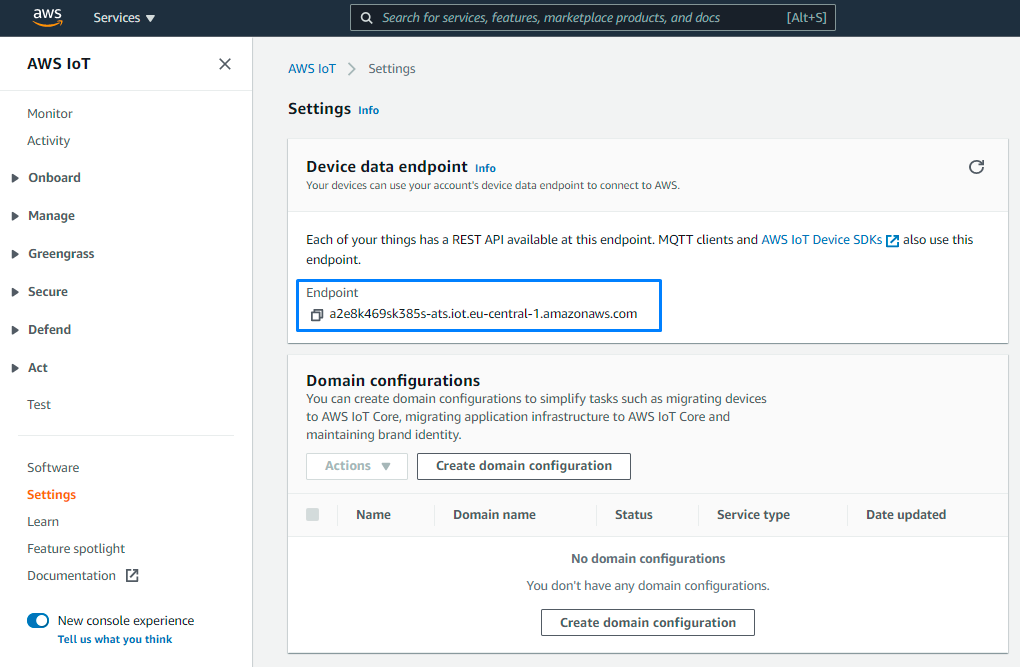 aws Services Search for services, features, marketplace products, and docs [Alt+S]
AWS IoT
Monitor
Activity
Onboard
Manage
Greengrass
Secure
Defend
Act
Test
Software
Settings
Learn
Feature spotlight
Documentation
New console experience
Tell us what you think
AWS IoT Settings
Settings Info
Device data endpoint Info
Your devices can use your account's device data endpoint to connect to AWS.
Each of your things has a REST API available at this endpoint. MQTT clients and AWS IoT Device SDKs also use this
endpoint.
Endpoint
a2e8k469sk385s-ats.iot.eu-central-1.amazonaws.com
Domain configurations
You can create domain configurations to simplify tasks such as migrating devices
to AWS IoT Core, migrating application infrastructure to AWS IoT Core and
maintaining brand identity.
Actions Create domain configuration
Name Domain name Status Service type Date updated
No domain configurations
You don't have any domain configurations.
Create domain configuration